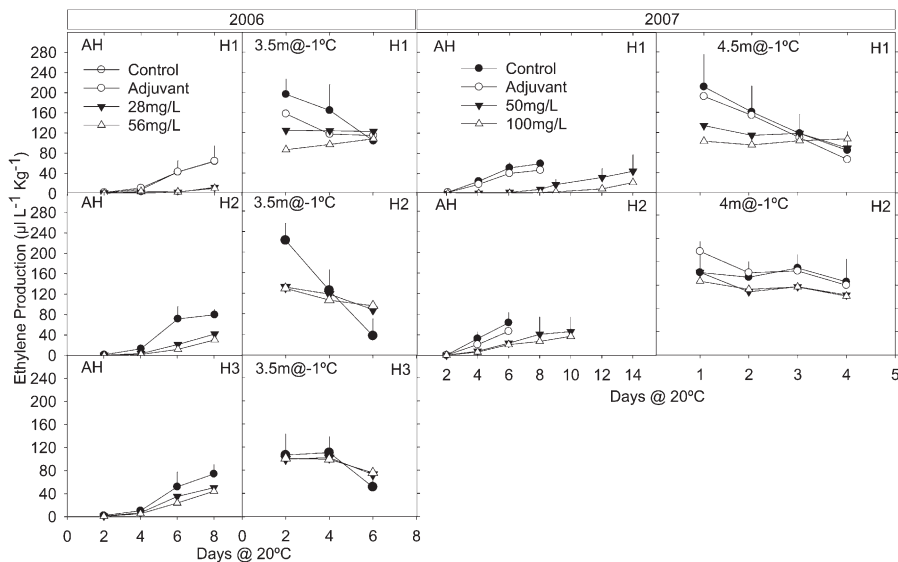 2006 2007
AH H1 3.5m@-1ºC H1 AH H1 4.5m@-1ºC H1
Control
Adjuvant
28mg/L
56mg/L
Control
Adjuvant
50mg/L
100mg/L
280
240
200
160
120
80
40
0
AH H2 3.5m@-1ºC H2 AH H2 4m@-1ºC H2
280
240
200
160
120
80
40
0
AH H3 3.5m@-1ºC H3
240
200
160
120
80
40
0
Ethylene Production (µl L-1 Kg-1)
0 2 4 6 8 0 2 4 6 8
Days @ 20ºC
2 4 6 8 10 12 14 1 2 3 4 5
Days @ 20ºC